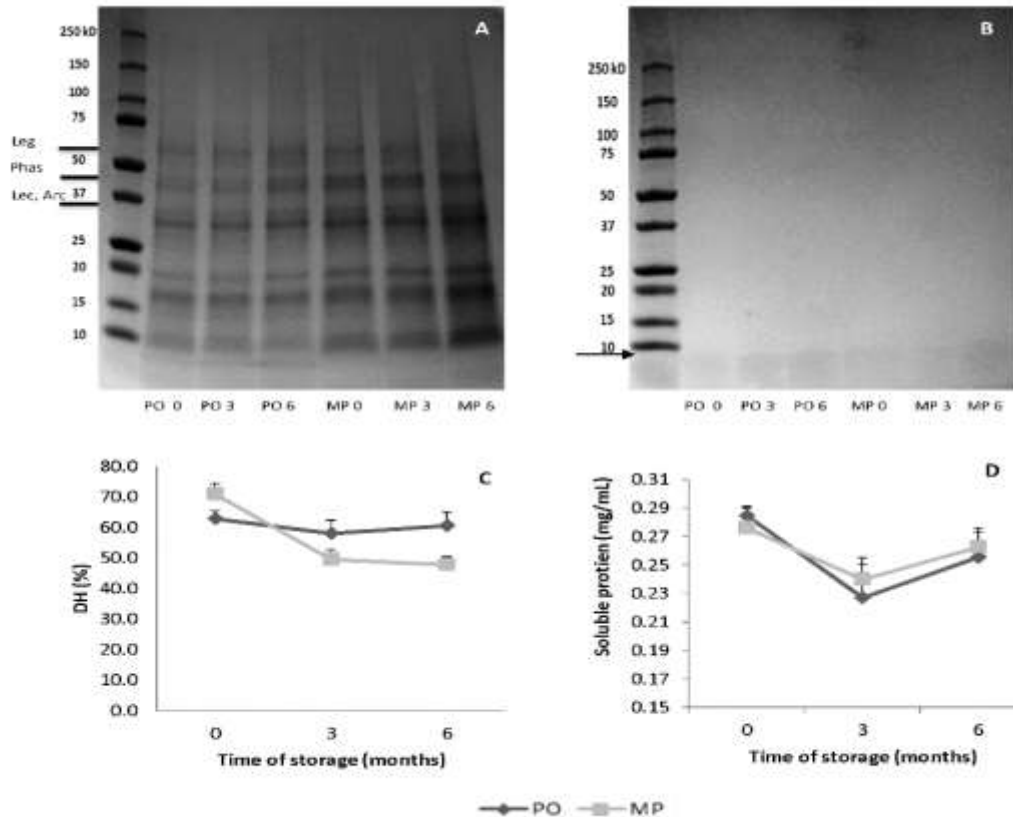 A
250 kD
150
100
75
Leg
50
Phas
37
Lec, Arc
25
20
15
10
PO 0 PO 3 PO 6 MP 0 MP 3 MP 6
B
250 kD
150
100
75
50
37
25
20
15
10
PO 0 PO 3 PO 6 MP 0 MP 3 MP 6
C
80.0
70.0
60.0
50.0
40.0
30.0
20.0
10.0
0.0
DH (%)
0 3 6
Time of storage (months)
D
0.31
0.29
0.27
0.25
0.23
0.21
0.19
0.17
0.15
Soluble protien (mg/mL)
0 3 6
Time of storage (months)
PO MP